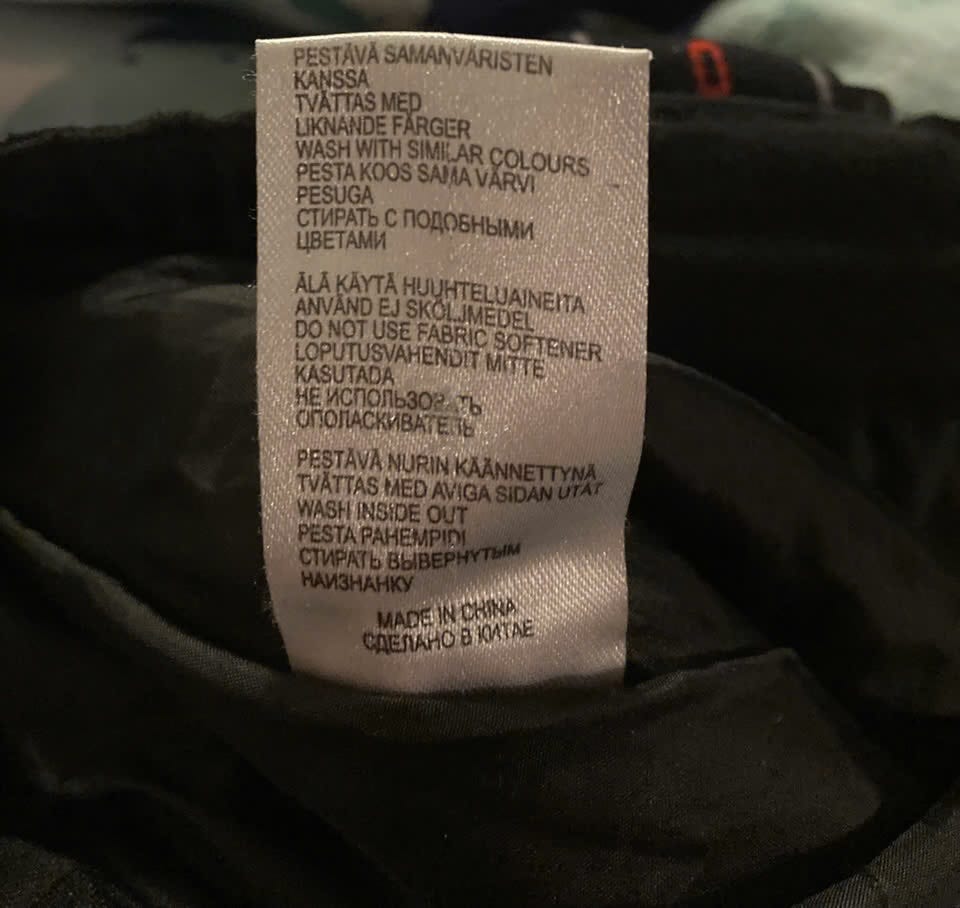 PESTÄVÄ SAMANVÄRISTEN
KANSSA
TVÄTTAS MED
LIKNANDE FÄRGER
WASH WITH SIMILAR COLOURS
PESTA KOOS SAMA VÄRVI
PESUGA
СТИРАТЬ С ПОДОБНЫМИ
ЦВЕТАМИ
ÄLÄ KÄYTÄ HUUHTELUAINEITA
ANVÄND EJ SKÖLJMEDEL
DO NOT USE FABRIC SOFTENER
LOPUTUSVAHENDIT MITTE
KASUTADA
НЕ ИСПОЛЬЗОВАТЬ
ОПОЛАСКИВАТЕЛЬ
PESTÄVÄ NURIN KÄÄNNETTYNÄ
TVÄTTAS MED AVIGA SIDAN UTÅT
WASH INSIDE OUT
PESTA PAHEMPIDI
СТИРАТЬ ВЫВЕРНУТЫМ
НАИЗНАНКУ
MADE IN CHINA
СДЕЛАНО В КИТАЕ